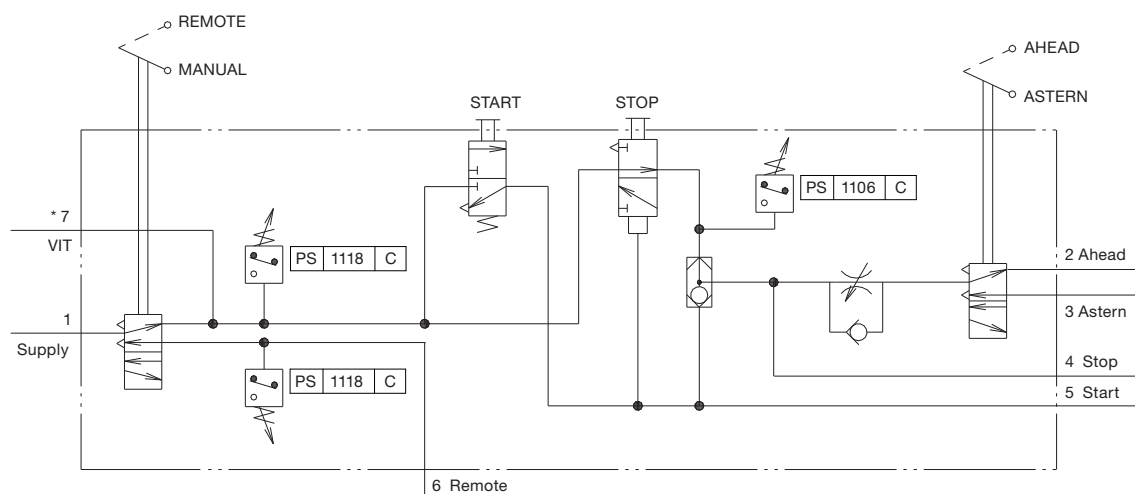 REMOTE
MANUAL
AHEAD
ASTERN
START
STOP
PS 1106 C
* 7
VIT
PS 1118 C
2 Ahead
3 Astern
1
Supply
4 Stop
PS 1118 C
5 Start
6 Remote